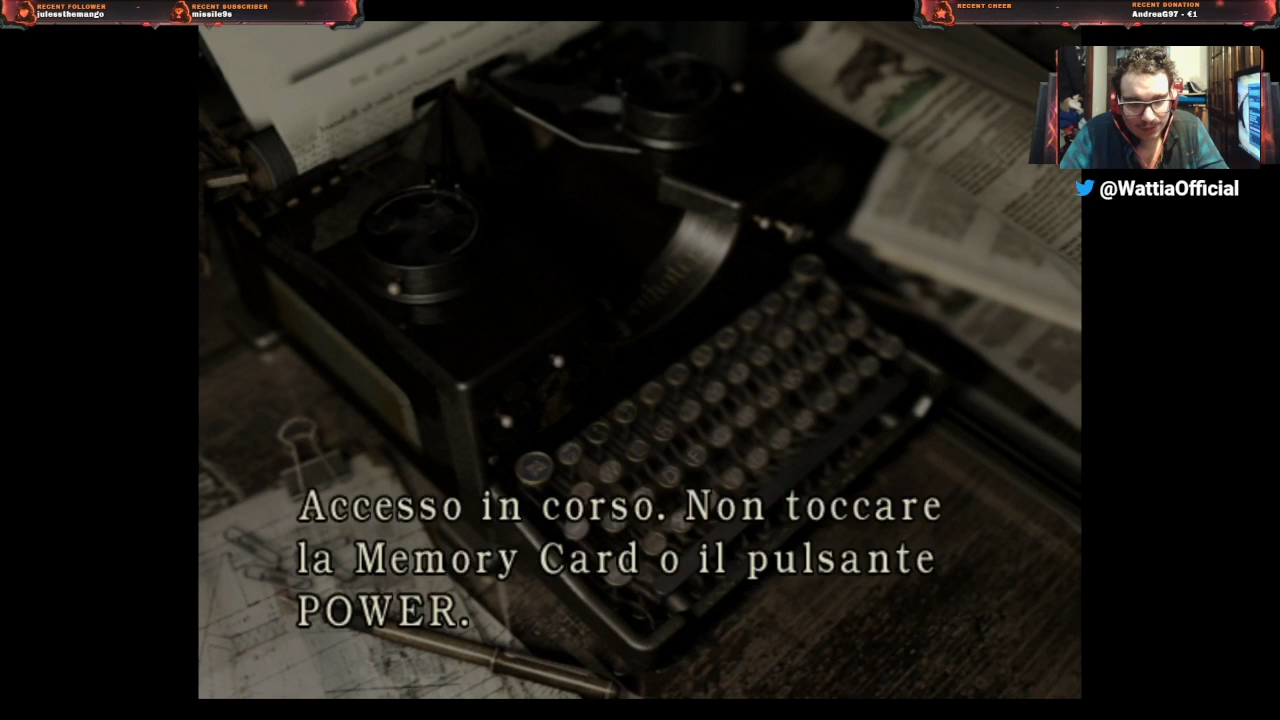 RECENT FOLLOWER
julessthemango
RECENT SUBSCRIBER
missile9s
RECENT CHEER
RECENT DONATION
AndreaG97 - €1
@WattiaOfficial
Accesso in corso. Non toccare
la Memory Card o il pulsante
POWER.